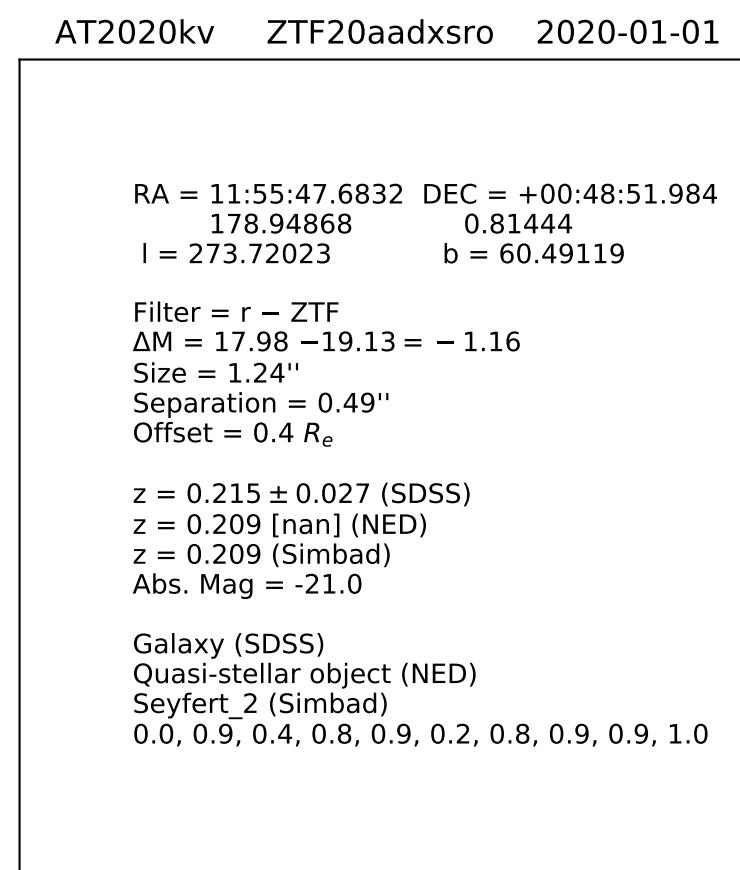 AT2020kv ZTF20aadxsro 2020-01-01
RA = 11:55:47.6832 DEC = +00:48:51.984
178.94868 0.81444
l = 273.72023 b = 60.49119
Filter = r − ZTF
ΔM = 17.98 −19.13 = − 1.16
Size = 1.24''
Separation = 0.49''
Offset = 0.4 Re
z = 0.215 ± 0.027 (SDSS)
z = 0.209 [nan] (NED)
z = 0.209 (Simbad)
Abs. Mag = -21.0
Galaxy (SDSS)
Quasi-stellar object (NED)
Seyfert_2 (Simbad)
0.0, 0.9, 0.4, 0.8, 0.9, 0.2, 0.8, 0.9, 0.9, 1.0